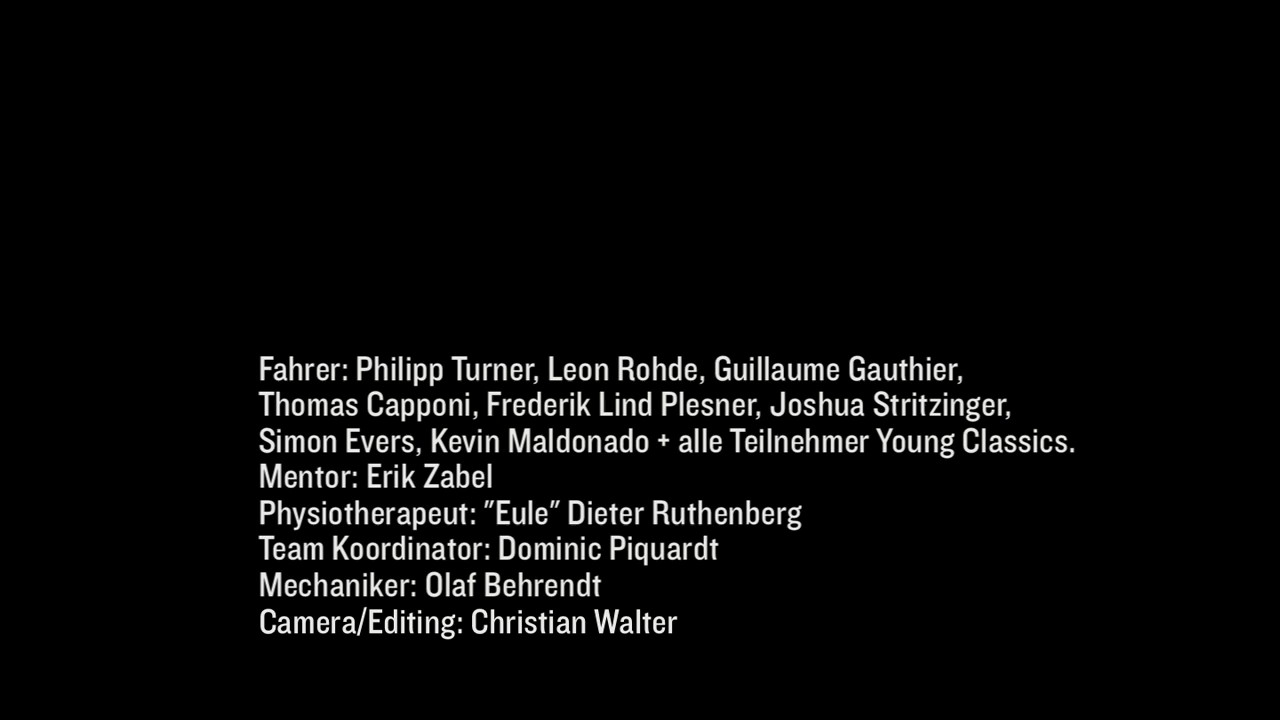 Fahrer: Philipp Turner, Leon Rohde, Guillaume Gauthier,
Thomas Capponi, Frederik Lind Plesner, Joshua Stritzinger,
Simon Evers, Kevin Maldonado + alle Teilnehmer Young Classics.
Mentor: Erik Zabel
Physiotherapeut: "Eule" Dieter Ruthenberg
Team Koordinator: Dominic Piquardt
Mechaniker: Olaf Behrendt
Camera/Editing: Christian Walter